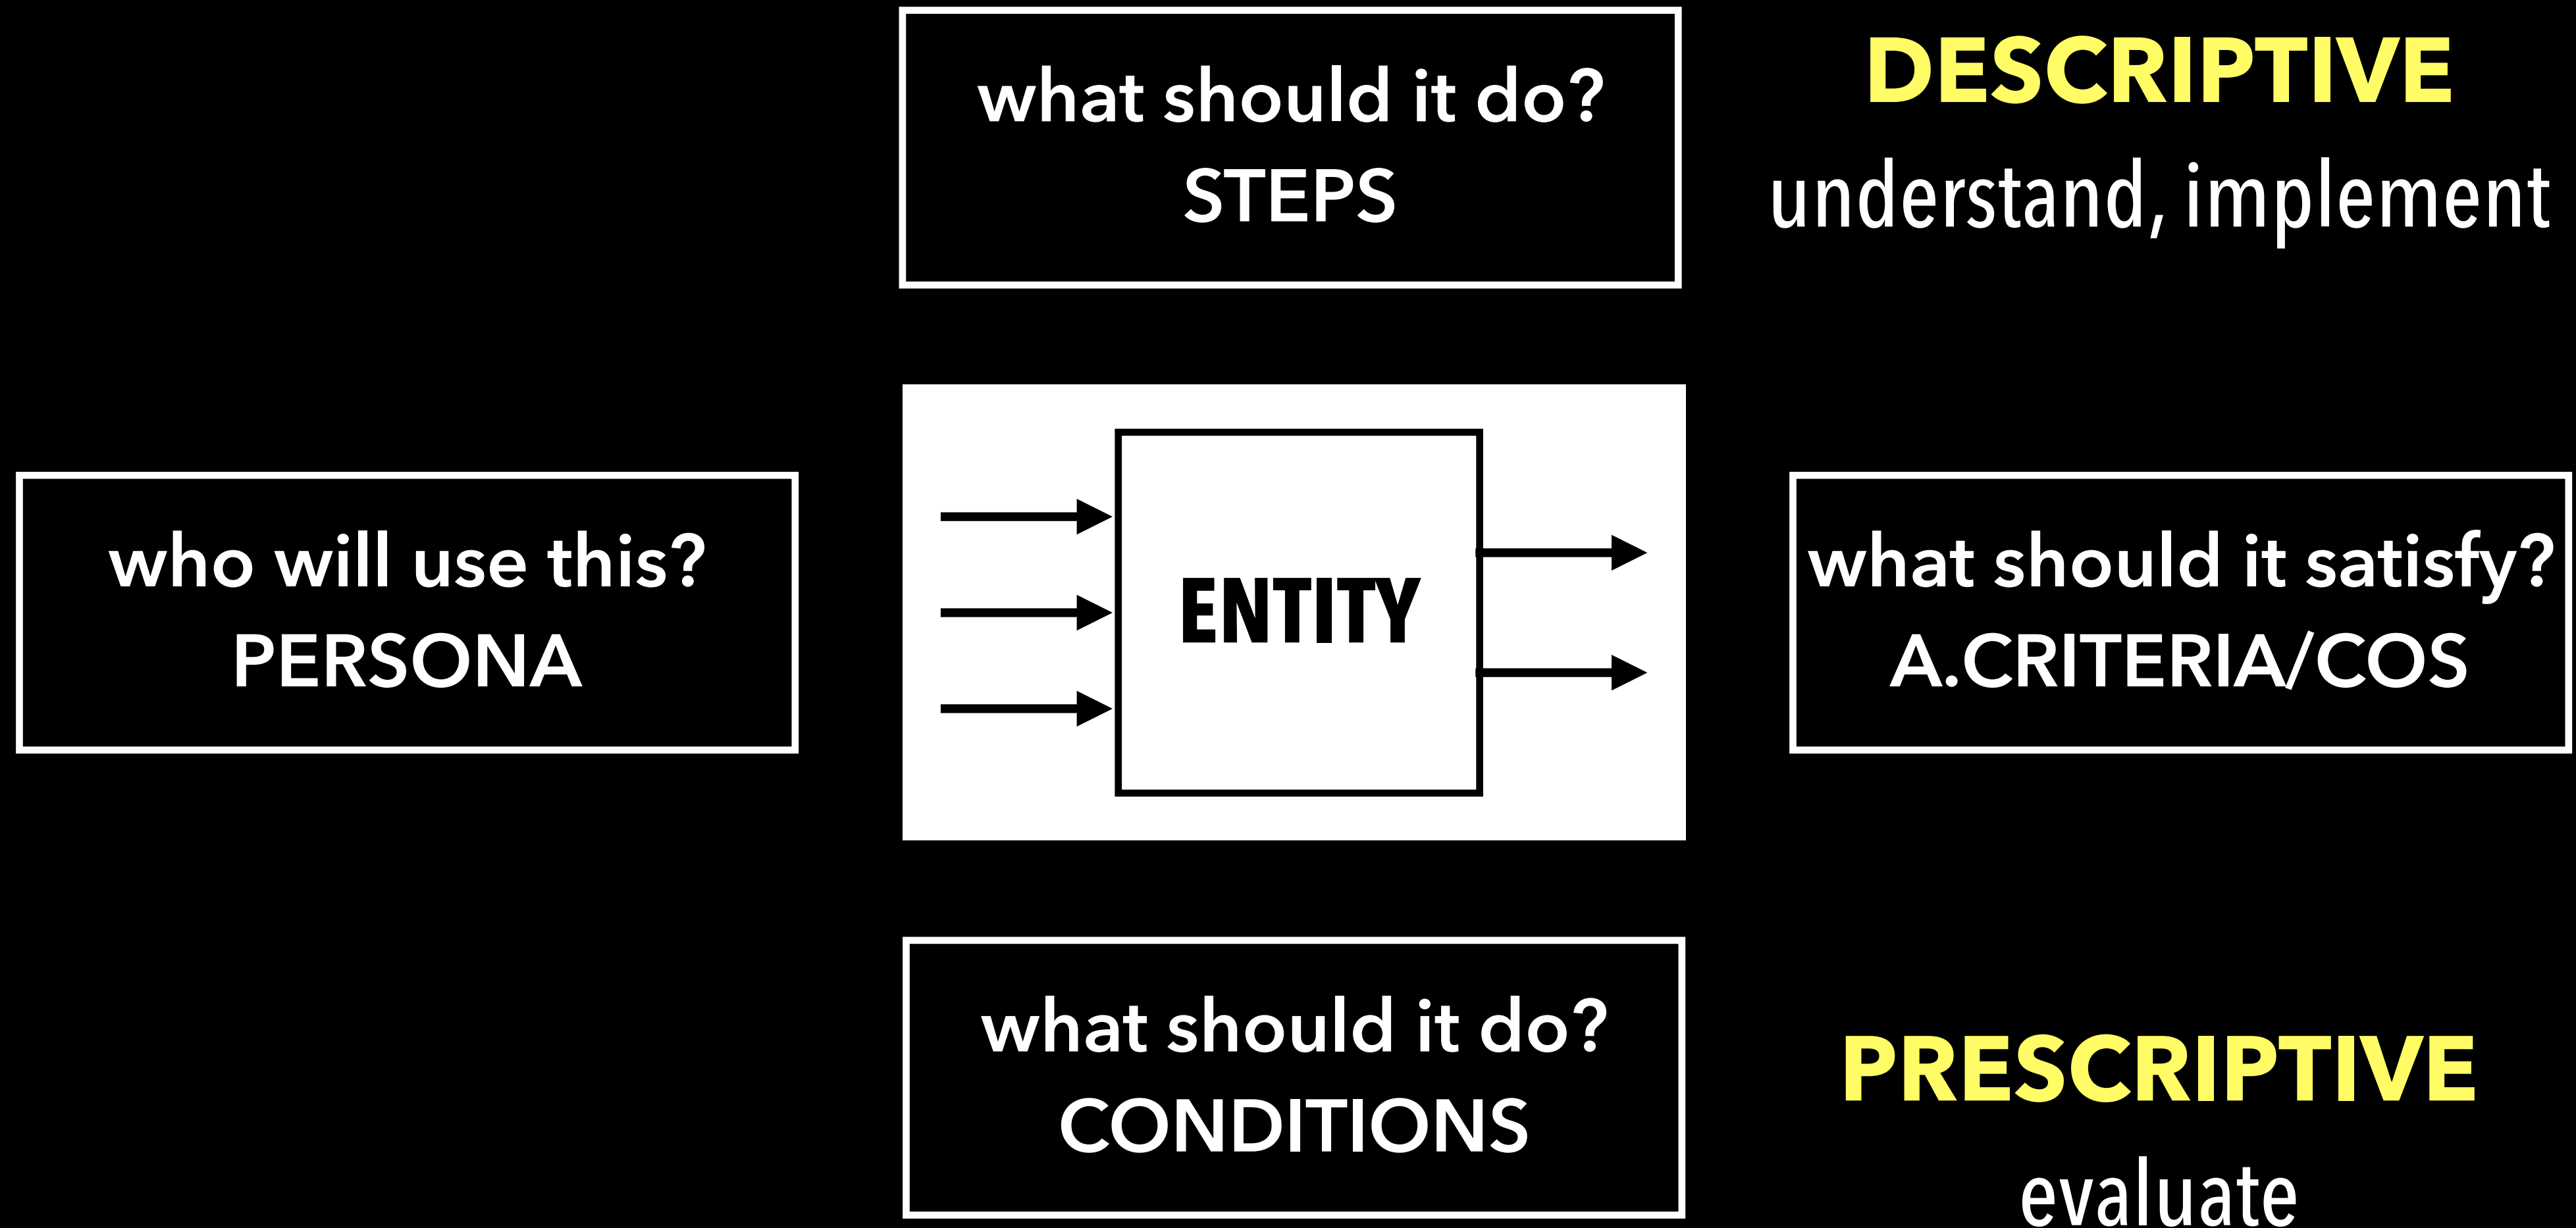 what should it do?
STEPS
DESCRIPTIVE
understand, implement
who will use this?
PERSONA
ENTITY
what should it satisfy?
A.CRITERIA/COS
what should it do?
CONDITIONS
PRESCRIPTIVE
evaluate